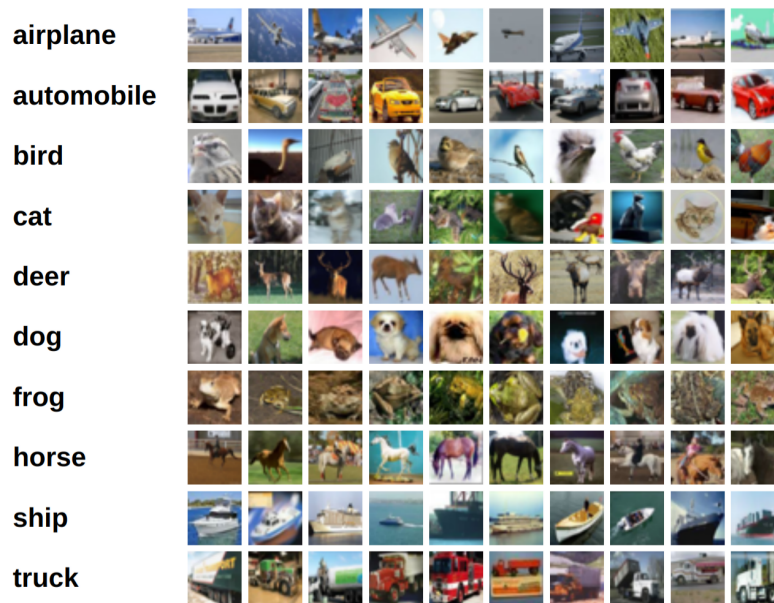 airplane
automobile
bird
cat
deer
dog
frog
horse
ship
truck